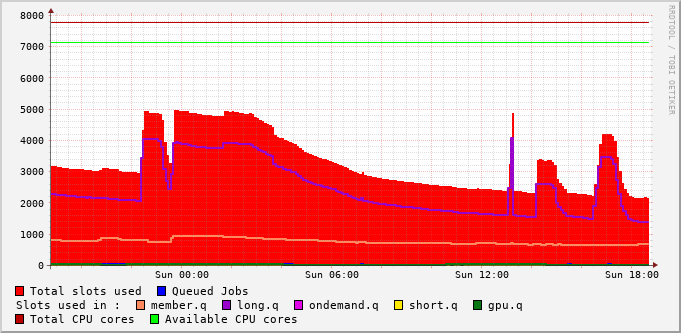 8000
7000
6000
5000
4000
3000
2000
1000
0
Sun 00:00 Sun 06:00 Sun 12:00 Sun 18:00
RRDTOOL / TOBI OETIKER
Total slots used Queued Jobs
Slots used in : member.q long.q ondemand.q short.q gpu.q
Total CPU cores Available CPU cores